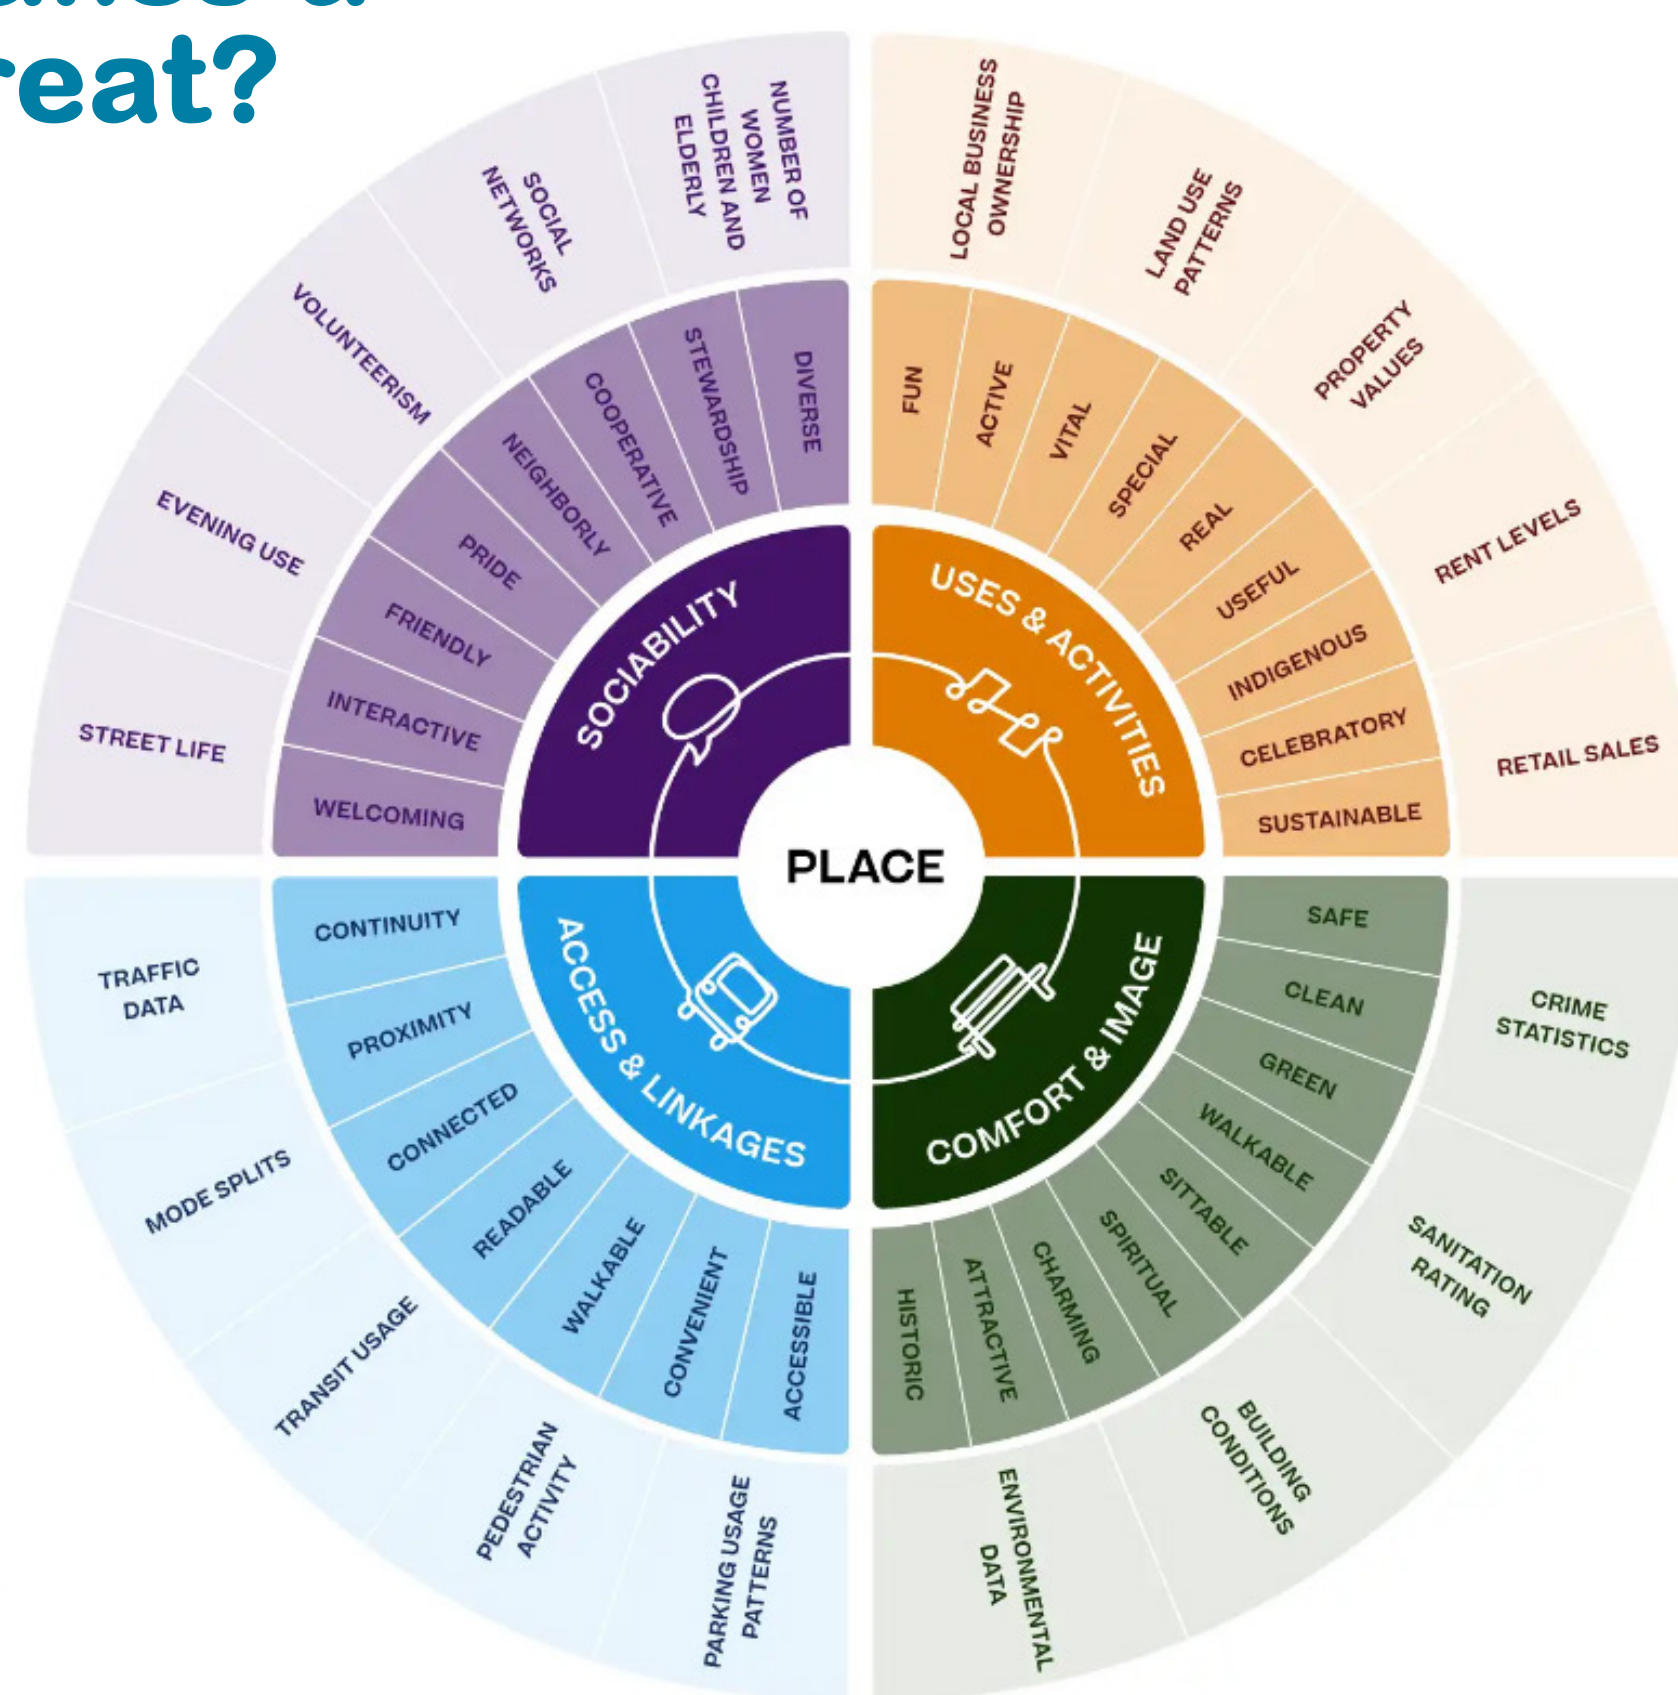 reat?
NUMBER OF
WOMEN
CHILDREN AND
ELDERLY
SOCIAL
NETWORKS
VOLUNTEERISM
EVENING USE
STREET LIFE
DIVERSE
STEWARDSHIP
COOPERATIVE
NEIGHBORLY
PRIDE
FRIENDLY
INTERACTIVE
WELCOMING
SOCIABILITY
LOCAL BUSINESS
OWNERSHIP
LAND USE
PATTERNS
PROPERTY
VALUES
RENT LEVELS
RETAIL SALES
FUN
ACTIVE
VITAL
SPECIAL
REAL
USEFUL
INDIGENOUS
CELEBRATORY
SUSTAINABLE
USES & ACTIVITIES
PLACE
ACCESS & LINKAGES
CONTINUITY
PROXIMITY
CONNECTED
READABLE
WALKABLE
CONVENIENT
ACCESSIBLE
TRAFFIC
DATA
MODE SPLITS
TRANSIT USAGE
PEDESTRIAN
ACTIVITY
PARKING USAGE
PATTERNS
COMFORT & IMAGE
SAFE
CLEAN
GREEN
WALKABLE
SITTABLE
SPIRITUAL
CHARMING
ATTRACTIVE
HISTORIC
CRIME
STATISTICS
SANITATION
RATING
BUILDING
CONDITIONS
ENVIRONMENTAL
DATA